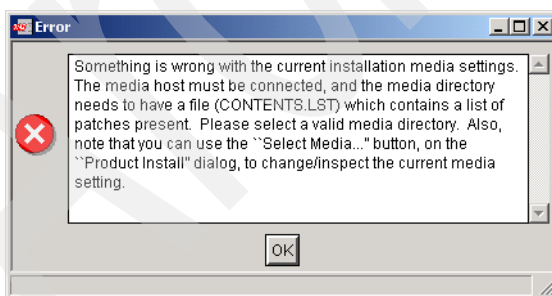 Error
Something is wrong with the current installation media settings.
The media host must be connected, and the media directory
needs to have a file (CONTENTS.LST) which contains a list of
patches present.  Please select a valid media directory.  Also,
note that you can use the ``Select Media...'' button, on the
``Product Install'' dialog, to change/inspect the current media
setting.
OK